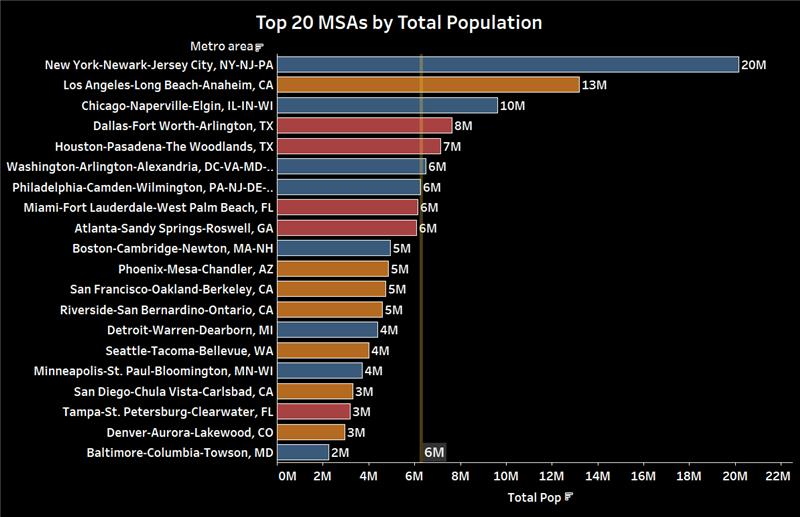 Top 20 MSAs by Total Population
Metro area
New York-Newark-Jersey City, NY-NJ-PA 20M
Los Angeles-Long Beach-Anaheim, CA 13M
Chicago-Naperville-Elgin, IL-IN-WI 10M
Dallas-Fort Worth-Arlington, TX 8M
Houston-Pasadena-The Woodlands, TX 7M
Washington-Arlington-Alexandria, DC-VA-MD-.. 6M
Philadelphia-Camden-Wilmington, PA-NJ-DE-.. 6M
Miami-Fort Lauderdale-West Palm Beach, FL 6M
Atlanta-Sandy Springs-Roswell, GA 6M
Boston-Cambridge-Newton, MA-NH 5M
Phoenix-Mesa-Chandler, AZ 5M
San Francisco-Oakland-Berkeley, CA 5M
Riverside-San Bernardino-Ontario, CA 5M
Detroit-Warren-Dearborn, MI 4M
Seattle-Tacoma-Bellevue, WA 4M
Minneapolis-St. Paul-Bloomington, MN-WI 4M
San Diego-Chula Vista-Carlsbad, CA 3M
Tampa-St. Petersburg-Clearwater, FL 3M
Denver-Aurora-Lakewood, CO 3M
Baltimore-Columbia-Towson, MD 2M 6M
0M 2M 4M 6M 8M 10M 12M 14M 16M 18M 20M 22M
Total Pop